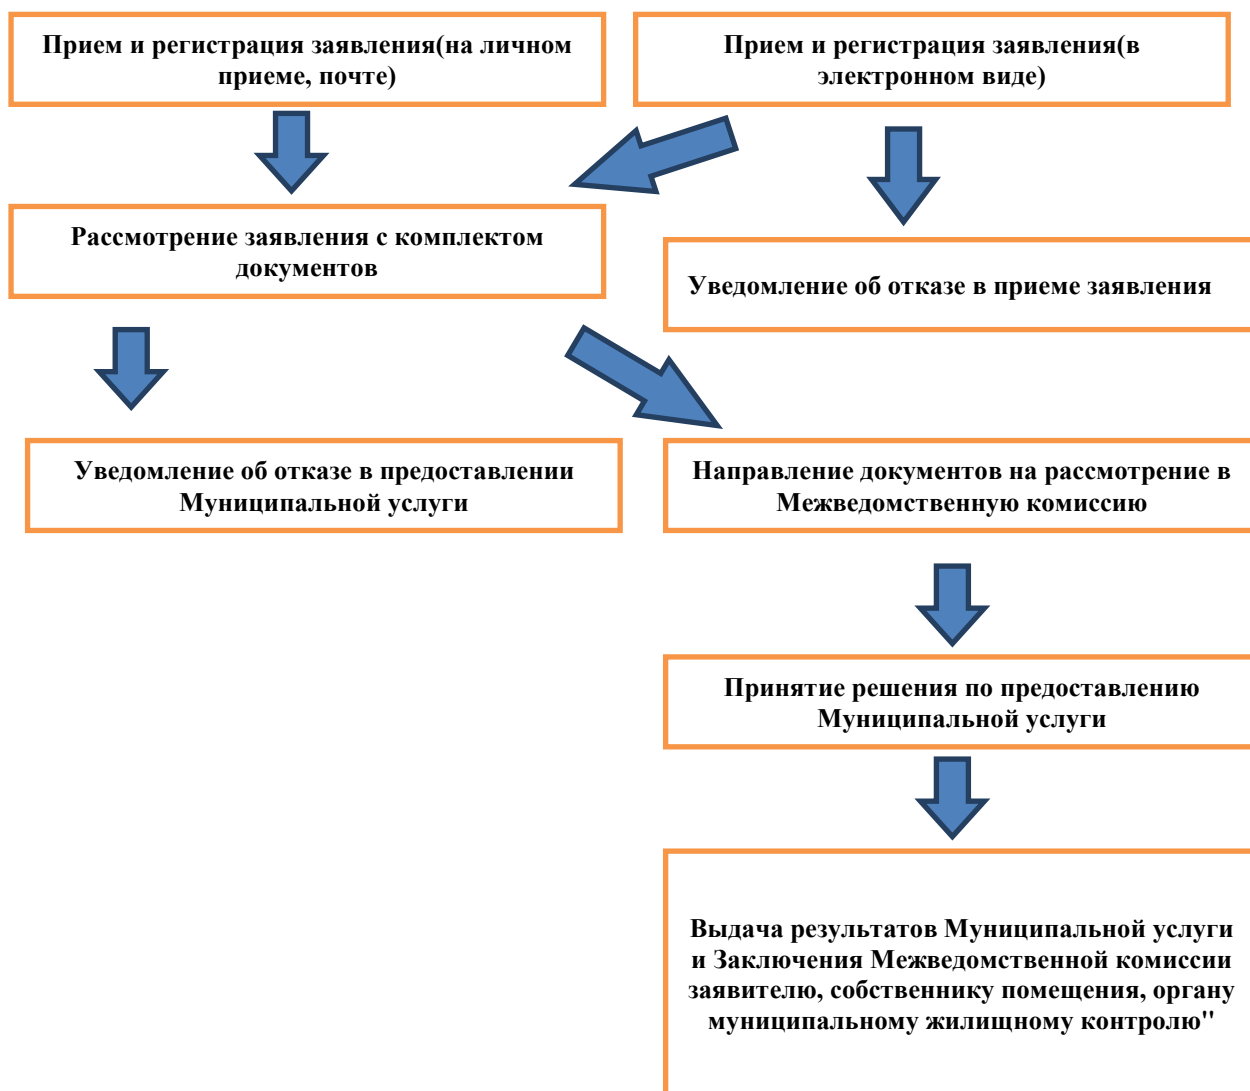 Прием и регистрация заявления(на личном
приеме, почте)
Прием и регистрация заявления(в
электронном виде)
Рассмотрение заявления с комплектом
документов
Уведомление об отказе в приеме заявления
Уведомление об отказе в предоставлении
Муниципальной услуги
Направление документов на рассмотрение в
Межведомственную комиссию
Принятие решения по предоставлению
Муниципальной услуги
Выдача результатов Муниципальной услуги
и Заключения Межведомственной комиссии
заявителю, собственнику помещения, органу
муниципальному жилищному контролю"